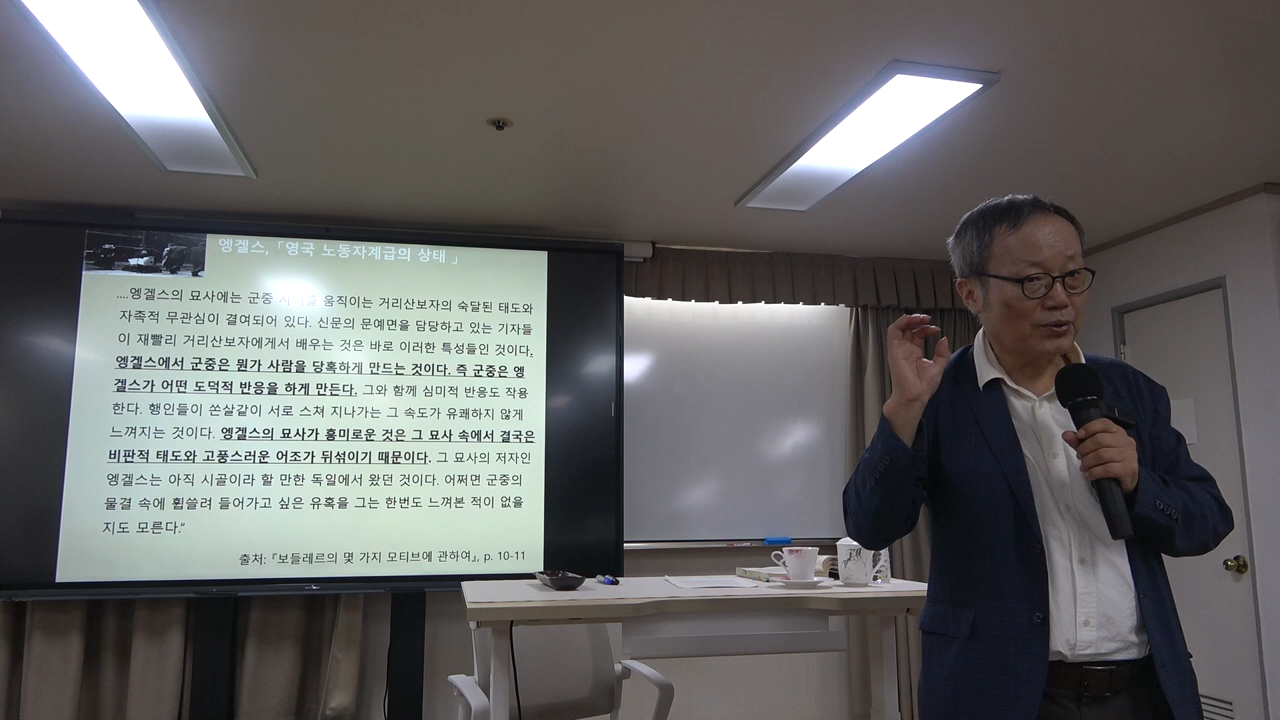 엥겔스, 「영국 노동자계급의 상태 」
....엥겔스의 묘사에는 군중 움직이는 거리산보자의 숙달된 태도와
자족적 무관심이 결여되어 있다. 신문의 문예면을 담당하고 있는 기자들
이 재빨리 거리산보자에게서 배우는 것은 바로 이러한 특성들인 것이다.
엥겔스에서 군중은 뭔가 사람을 당혹하게 만드는 것이다. 즉 군중은 엥
겔스가 어떤 도덕적 반응을 하게 만든다. 그와 함께 심미적 반응도 작용
한다. 행인들이 쏜살같이 서로 스쳐 지나가는 그 속도가 유쾌하지 않게
느껴지는 것이다. 엥겔스의 묘사가 흥미로운 것은 그 묘사 속에서 결국은
비판적 태도와 고풍스러운 어조가 뒤섞이기 때문이다. 그 묘사의 저자인
엥겔스는 아직 시골이라 할 만한 독일에서 왔던 것이다. 어쩌면 군중의
물결 속에 휩쓸려 들어가고 싶은 유혹을 그는 한번도 느껴본 적이 없을
지도 모른다.“
출처: 『보들레르의 몇 가지 모티브에 관하여』, p. 10-11